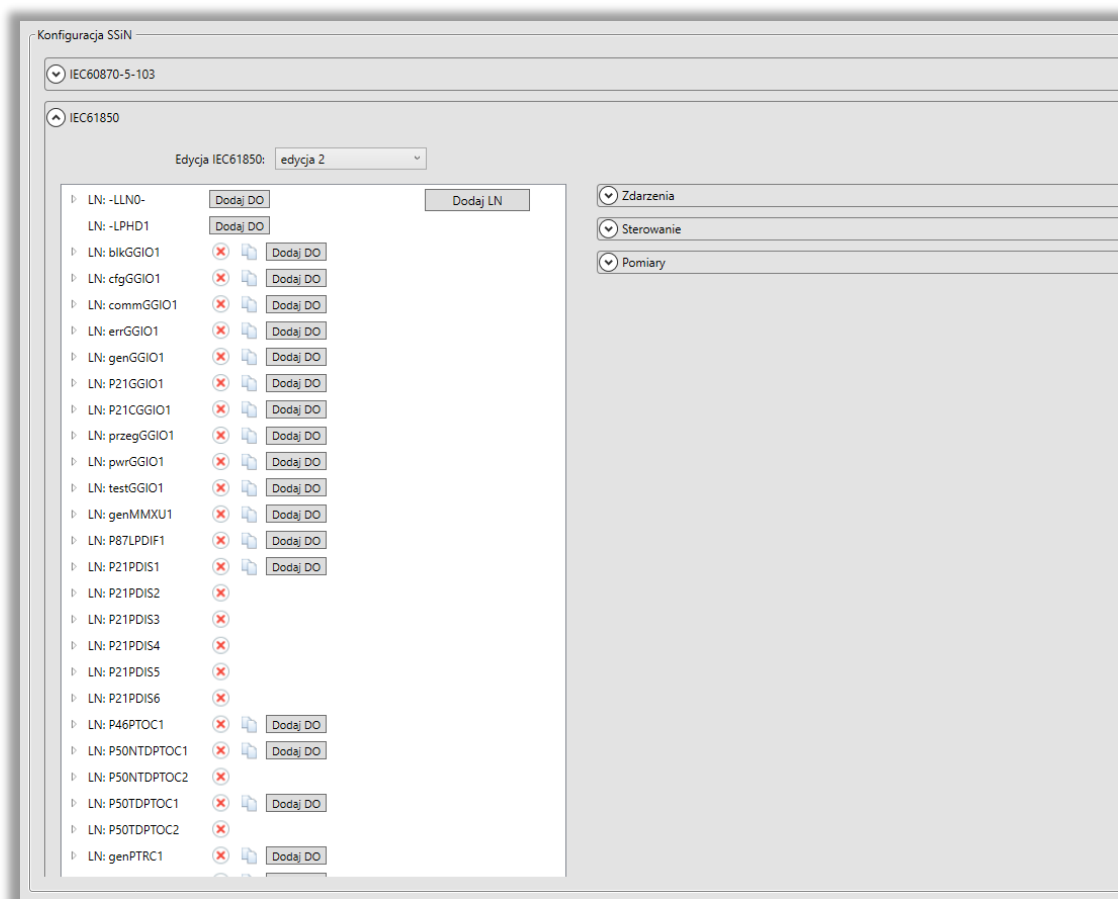 Konfiguracja SSiN
IEC60870-5-103
IEC61850
Edycja IEC61850: edycja 2
LN: -LLN0- Dodaj DO Dodaj LN
LN: -LPHD1 Dodaj DO
LN: blkGGIO1 Dodaj DO
LN: cfgGGIO1 Dodaj DO
LN: commGGIO1 Dodaj DO
LN: errGGIO1 Dodaj DO
LN: genGGIO1 Dodaj DO
LN: P21GGIO1 Dodaj DO
LN: P21CGGIO1 Dodaj DO
LN: przegGGIO1 Dodaj DO
LN: pwrGGIO1 Dodaj DO
LN: testGGIO1 Dodaj DO
LN: genMMXU1 Dodaj DO
LN: P87LPDIF1 Dodaj DO
LN: P21PDIS1 Dodaj DO
LN: P21PDIS2
LN: P21PDIS3
LN: P21PDIS4
LN: P21PDIS5
LN: P21PDIS6
LN: P46PTOC1 Dodaj DO
LN: P50NTDPTOC1 Dodaj DO
LN: P50NTDPTOC2
LN: P50TDPTOC1 Dodaj DO
LN: P50TDPTOC2
LN: genPTRC1 Dodaj DO
Zdarzenia
Sterowanie
Pomiary